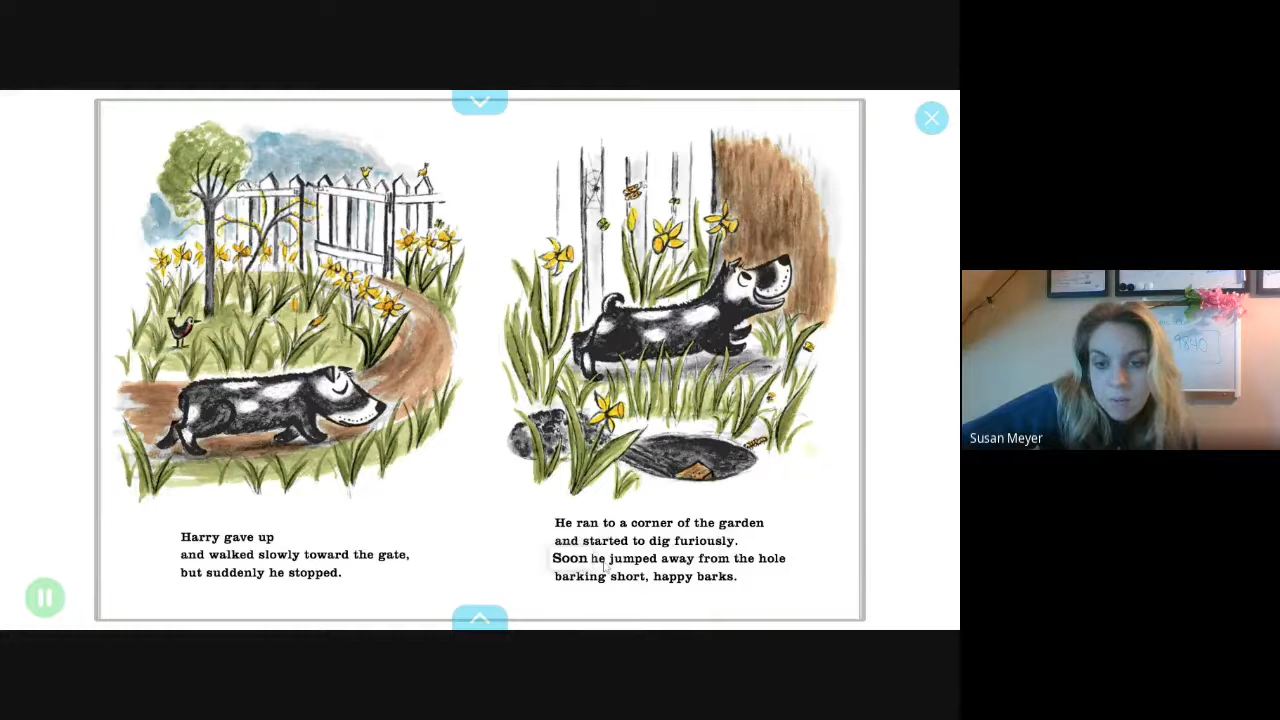 Harry gave up
and walked slowly toward the gate,
but suddenly he stopped.
He ran to a corner of the garden
and started to dig furiously.
Soon he jumped away from the hole
barking short, happy barks.
9840
Susan Meyer